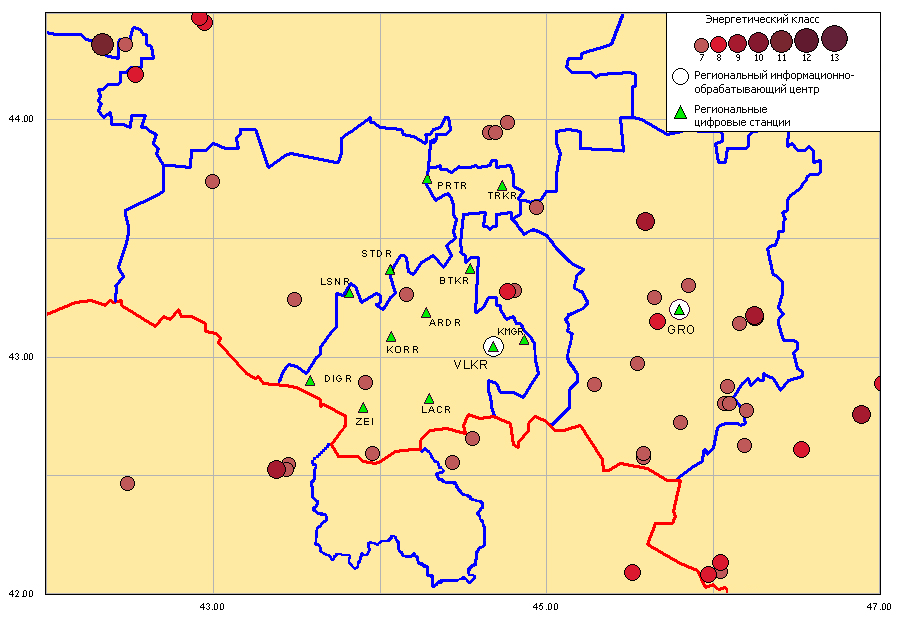 Энергетический класс
7 8 9 10 11 12 13
Региональный информационно-
обрабатывающий центр
Региональные
цифровые станции
44.00
PRTR
TRKR
STDR
LSNR
BTKR
ARDR
KMGR
GRO
KORR
43.00
VLKR
DIGR
LACR
ZEI
42.00
43.00
45.00
47.00